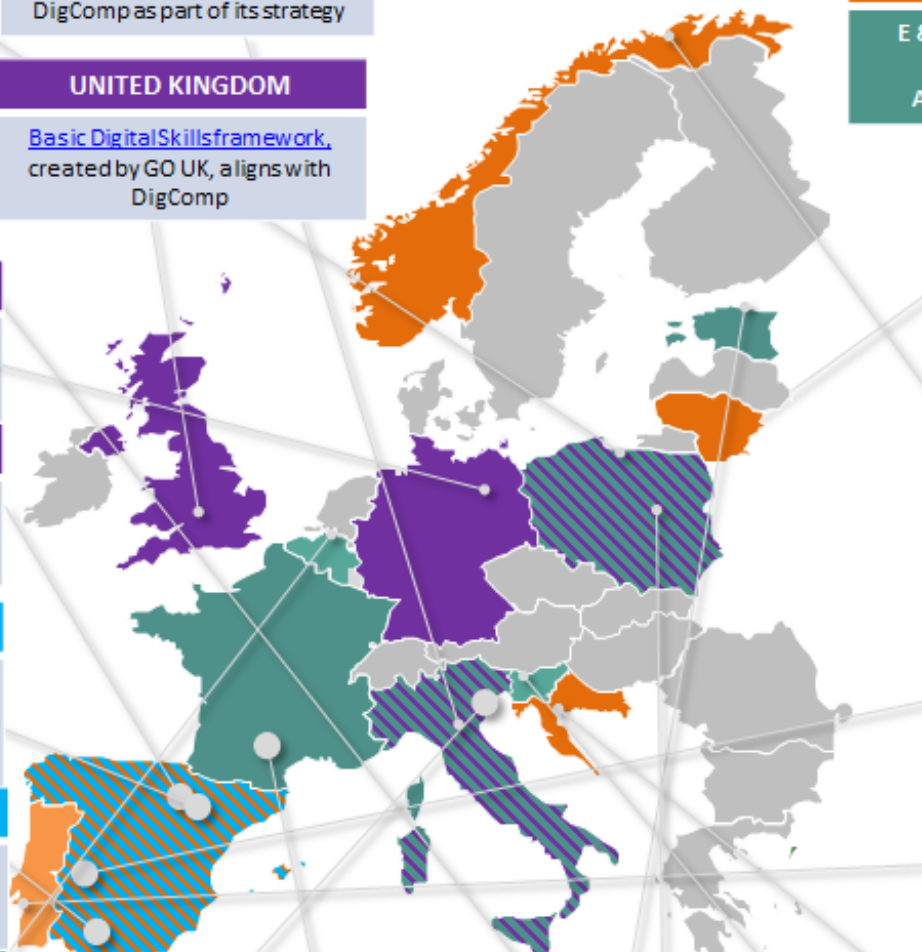 DigComp as part of its strategy
UNITED KINGDOM
Basic Digital Skills framework,
created by GO UK, aligns with
DigComp
E &
A